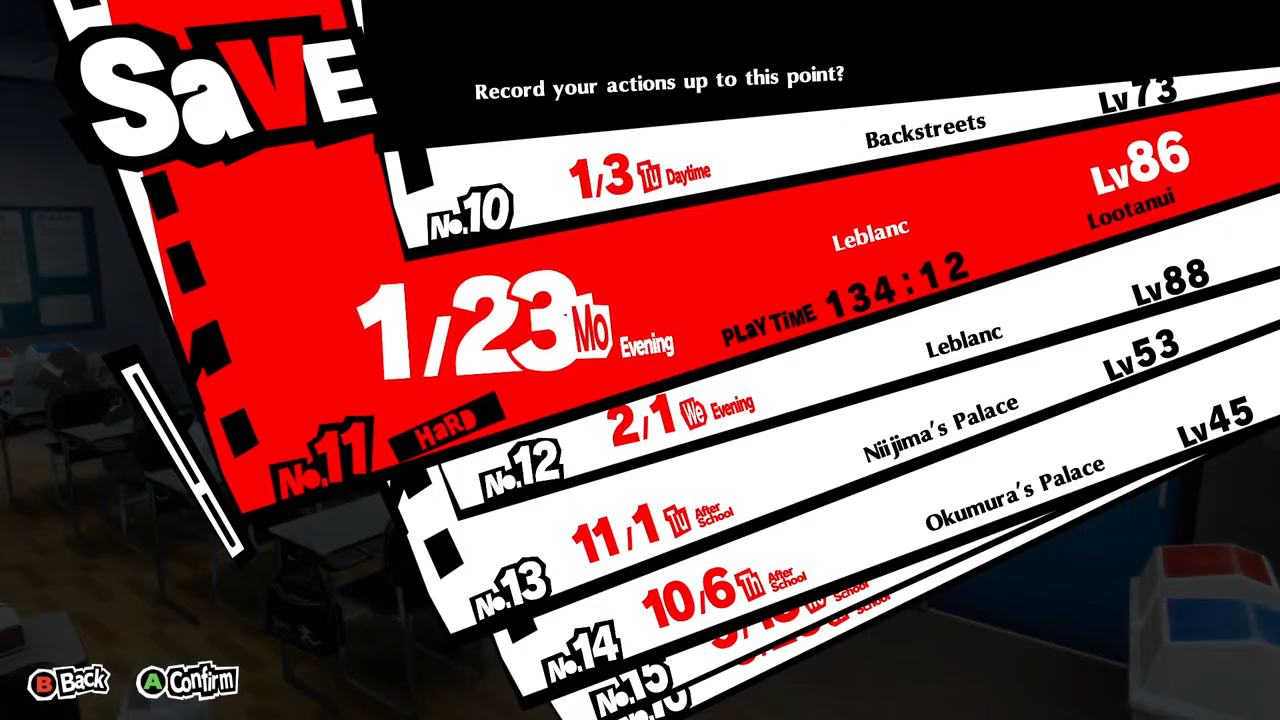 SaVE
Record your actions up to this point?
No.10 1/3 Tu Daytime Backstreets Lv73
No.11 1/23 Mo Evening Leblanc Lv86
HaRD PLaY TiME 134:12 Lootanui
No.12 2/1 We Evening Leblanc Lv88
No.13 11/1 Tu After School Niijima's Palace Lv53
No.14 10/6 Th After School Okumura's Palace Lv45
No.15 School
School
B Back A Confirm